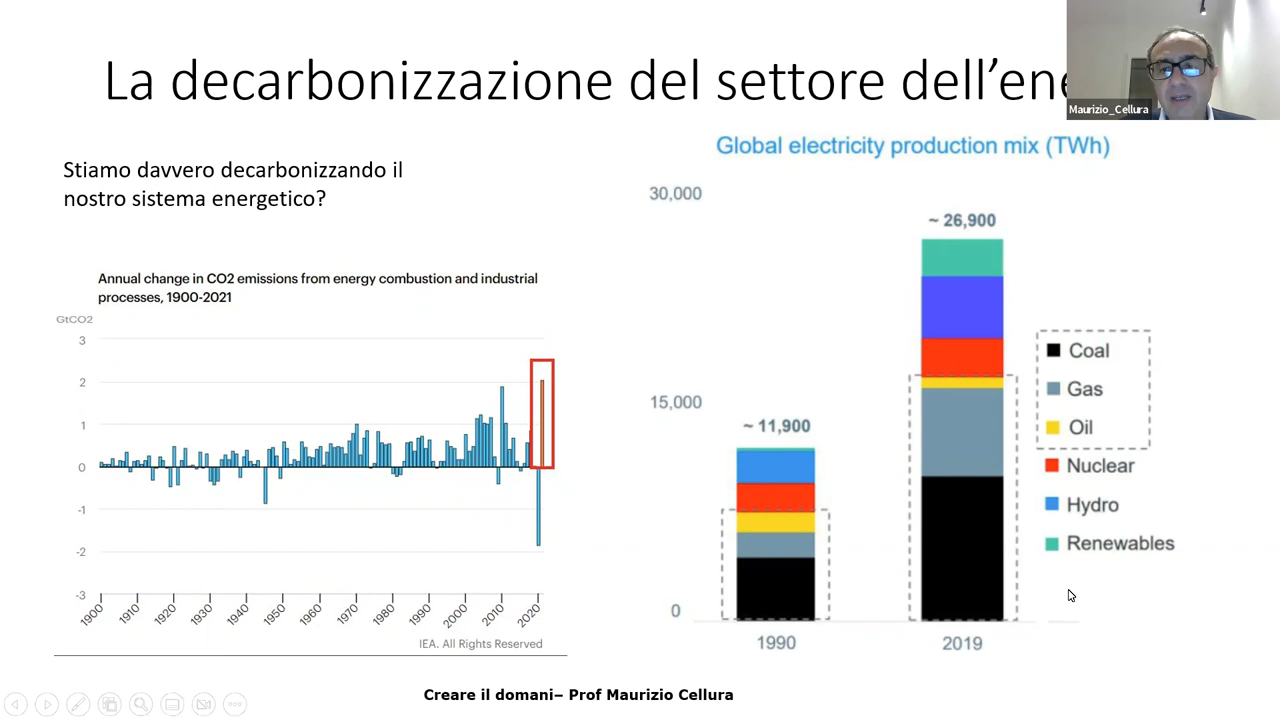 La decarbonizzazione del settore dell’ene
Maurizio_Cellura
Stiamo davvero decarbonizzando il
nostro sistema energetico?
Annual change in CO2 emissions from energy combustion and industrial
processes, 1900-2021
GtCO2
3
2
1
0
-1
-2
-3
1900
1910
1920
1930
1940
1950
1960
1970
1980
1990
2000
2010
2020
IEA. All Rights Reserved
Global electricity production mix (TWh)
30,000
~ 26,900
15,000
~ 11,900
0
1990
2019
Coal
Gas
Oil
Nuclear
Hydro
Renewables
Creare il domani– Prof Maurizio Cellura